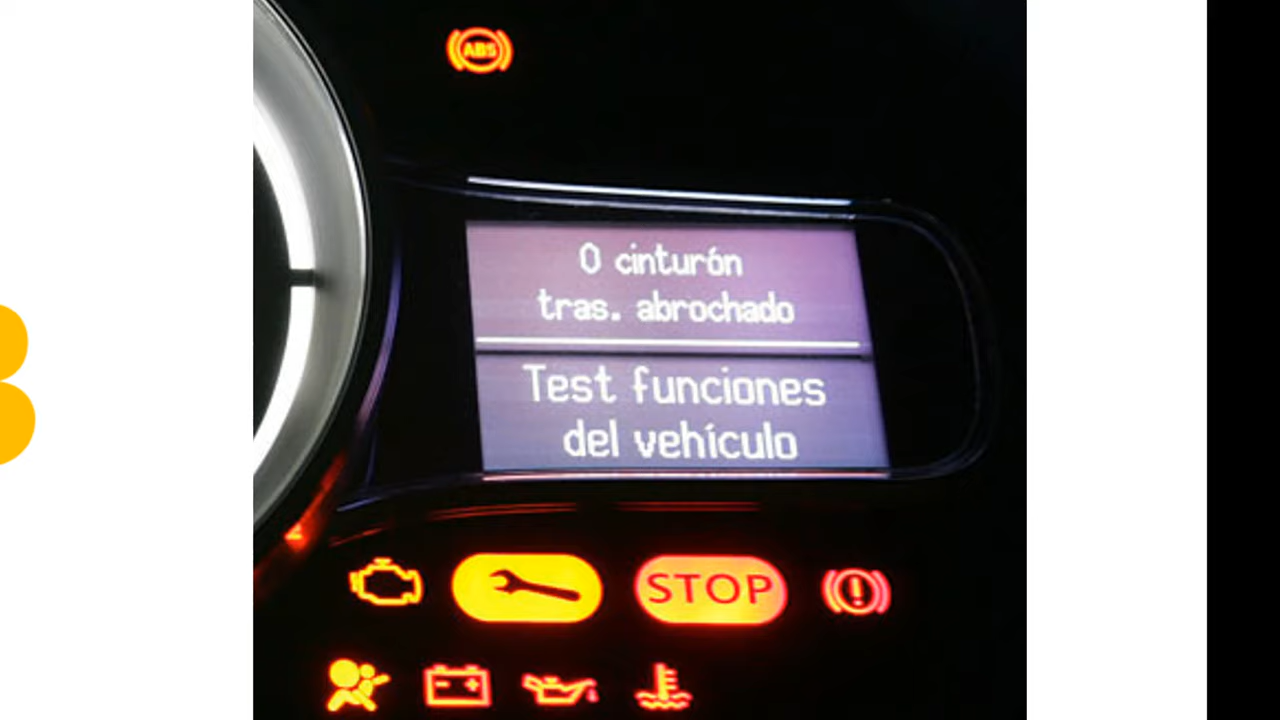 ABS
0 cinturón
tras. abrochado
Test funciones
del vehículo
STOP